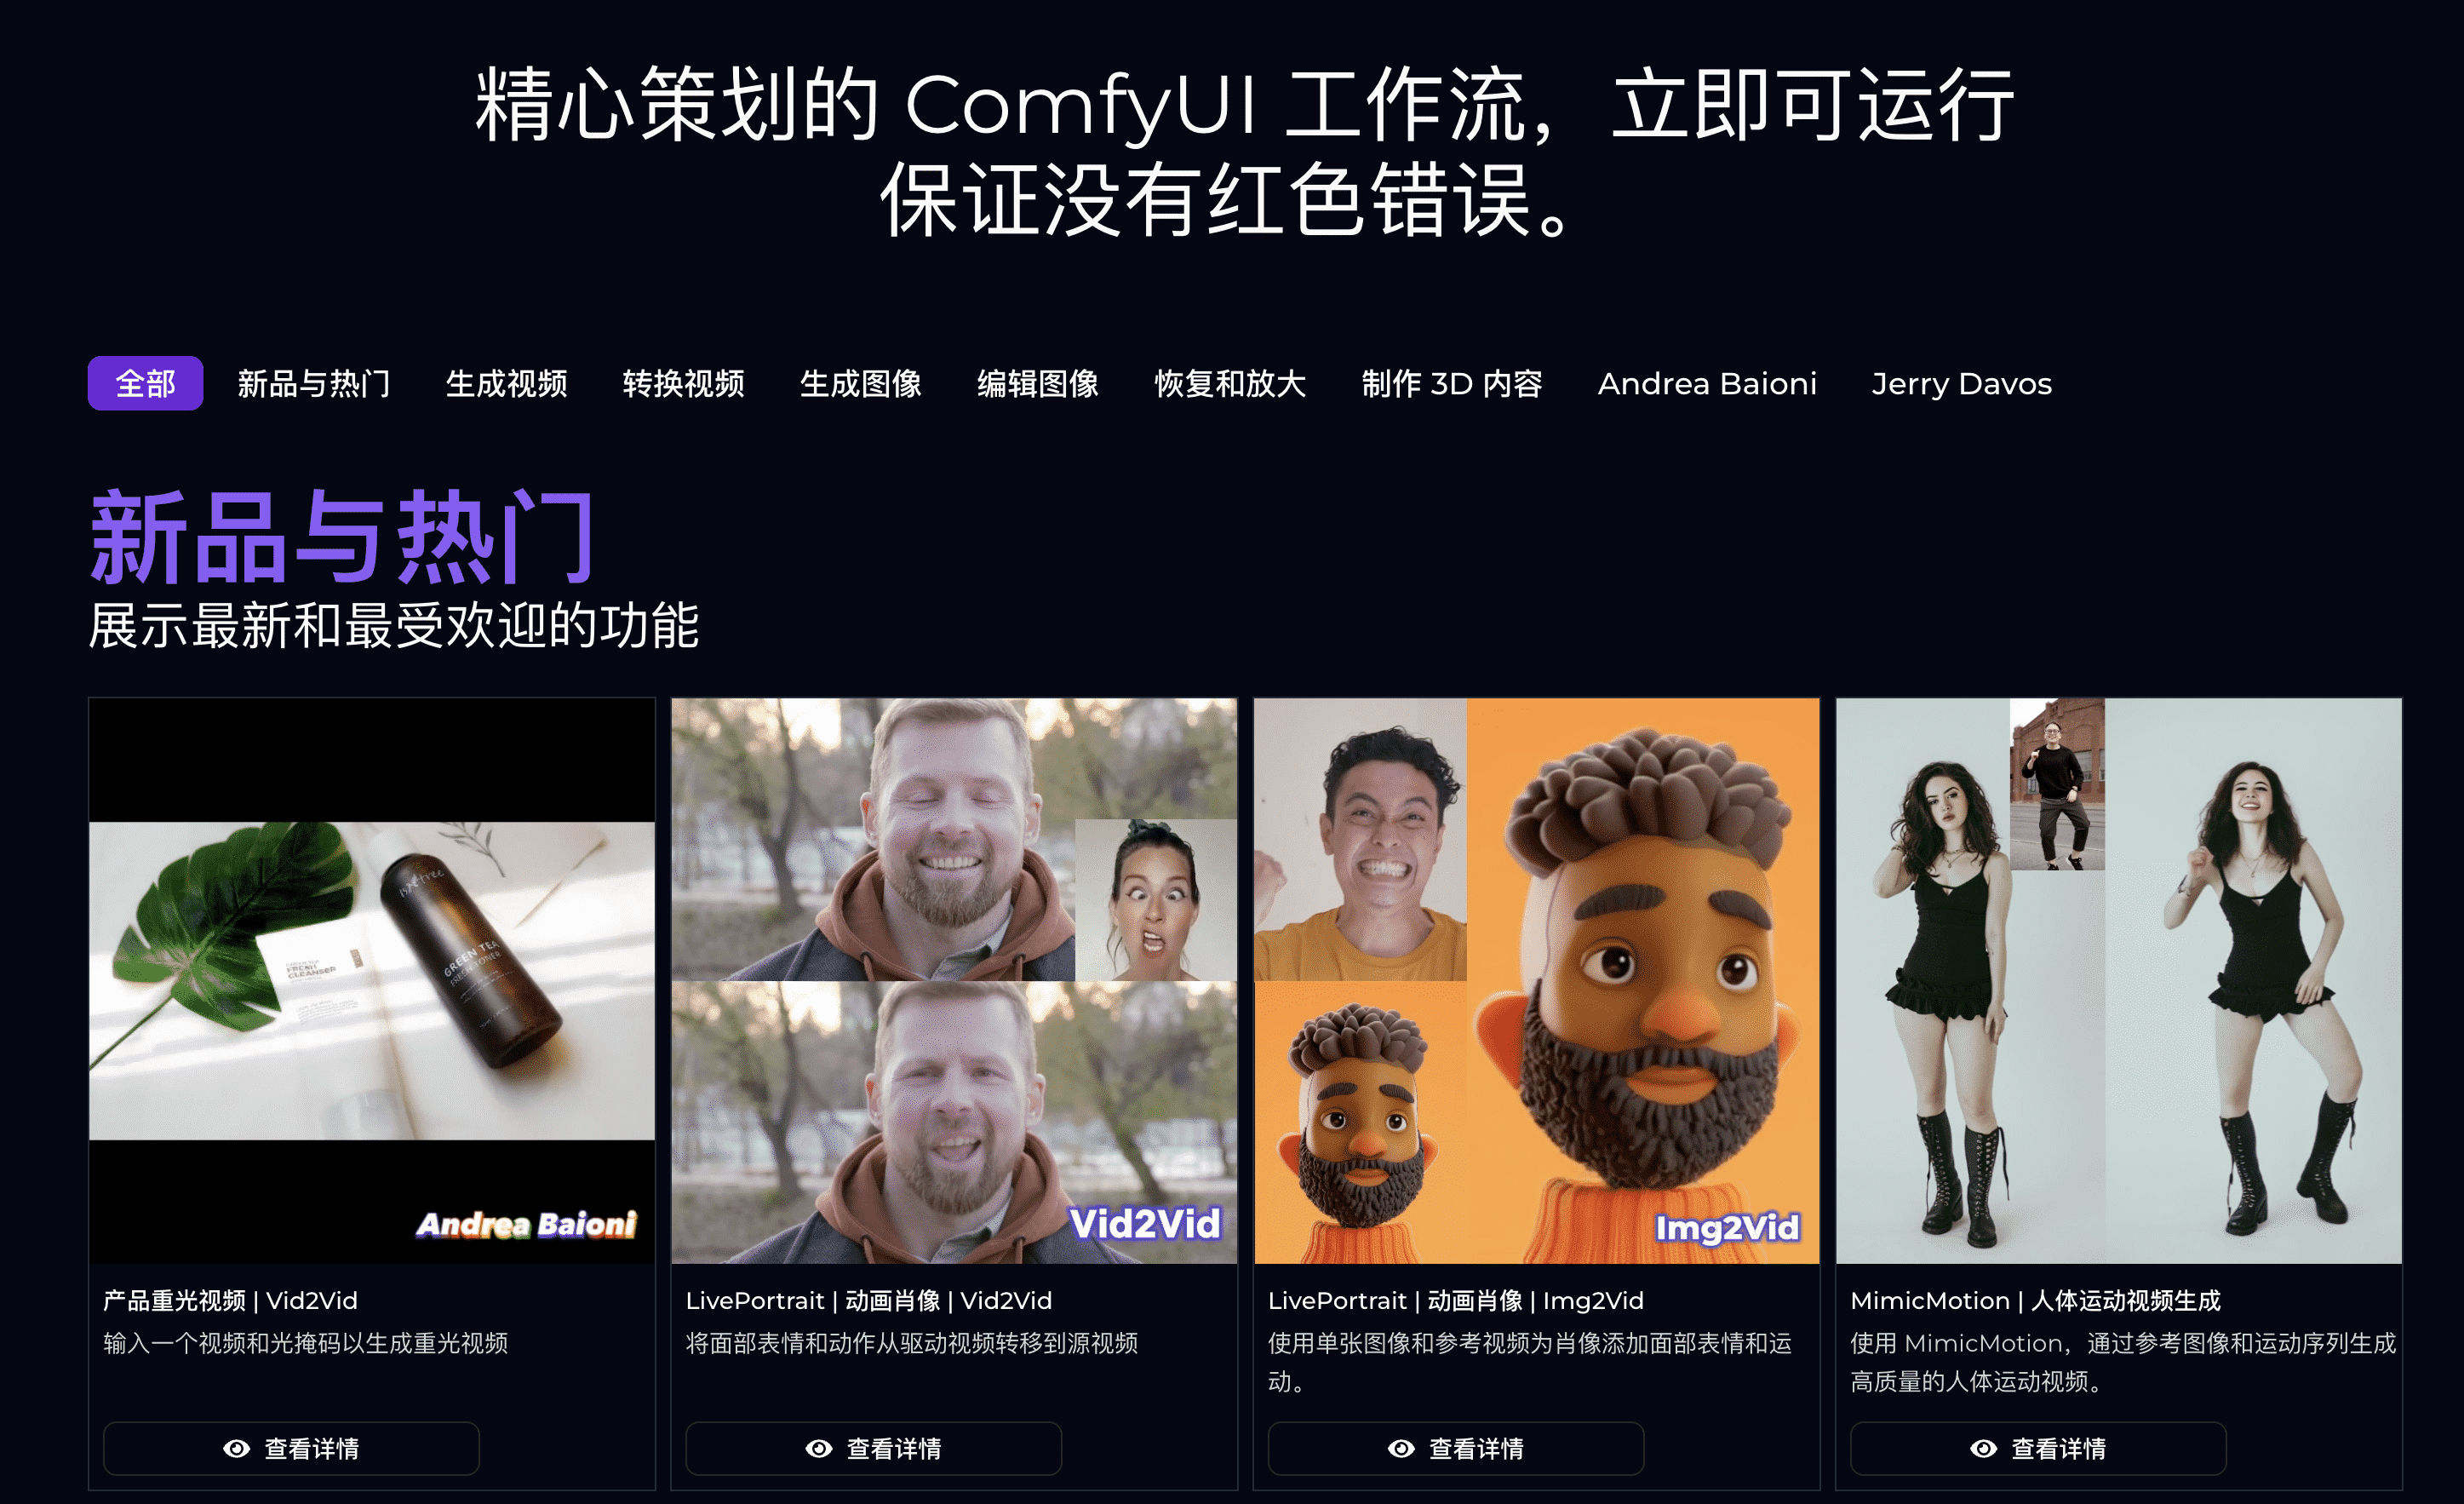 精心策划的 ComfyUI 工作流，立即可运行
保证没有红色错误。
全部 新品与热门 生成视频 转换视频 生成图像 编辑图像 恢复和放大 制作 3D 内容 Andrea Baioni Jerry Davos
新品与热门
展示最新和最受欢迎的功能
GREEN TEA
FRESH TONER
FRESH
CLEANSER
Andrea Baioni
Vid2Vid
Img2Vid
产品重光视频 | Vid2Vid
输入一个视频和光掩码以生成重光视频
查看详情
LivePortrait | 动画肖像 | Vid2Vid
将面部表情和动作从驱动视频转移到源视频
查看详情
LivePortrait | 动画肖像 | Img2Vid
使用单张图像和参考视频为肖像添加面部表情和运
动。
查看详情
MimicMotion | 人体运动视频生成
使用 MimicMotion，通过参考图像和运动序列生成
高质量的人体运动视频。
查看详情